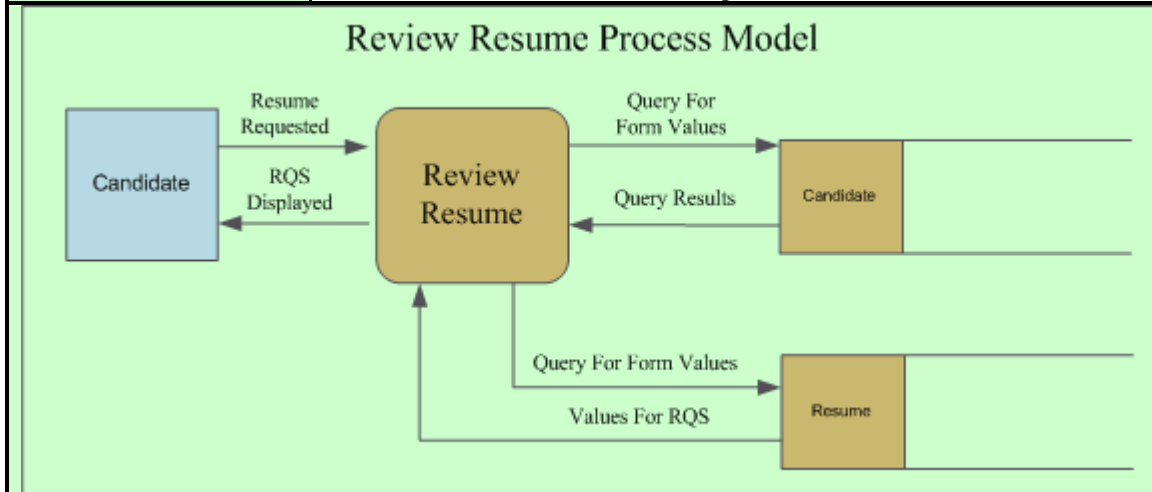 Review Resume Process Model
Resume
Requested
RQS
Displayed
Candidate
Review
Resume
Query For
Form Values
Query Results
Candidate
Query For Form Values
Values For RQS
Resume